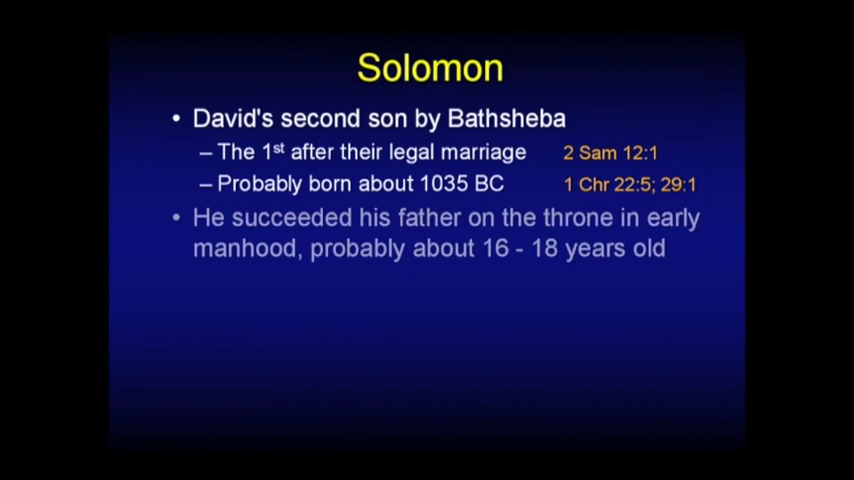 Solomon
• David's second son by Bathsheba
– The 1st after their legal marriage 2 Sam 12:1
– Probably born about 1035 BC 1 Chr 22:5; 29:1
• He succeeded his father on the throne in early
manhood, probably about 16 - 18 years old